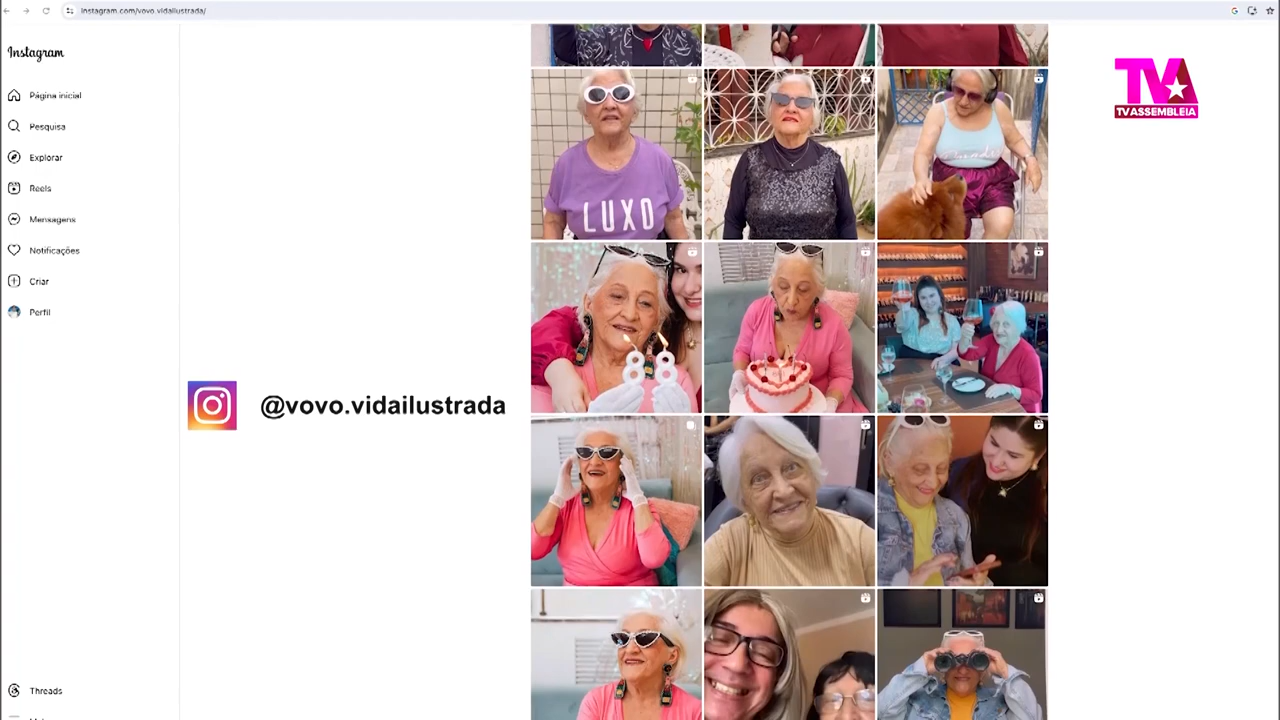 instagram.com/vovo.vidailustrada/
Instagram
Página inicial
Pesquisa
Explorar
Reels
Mensagens
Notificações
Criar
Perfil
Threads
@vovo.vidailustrada
LUXO
88
TVA
TV ASSEMBLEIA